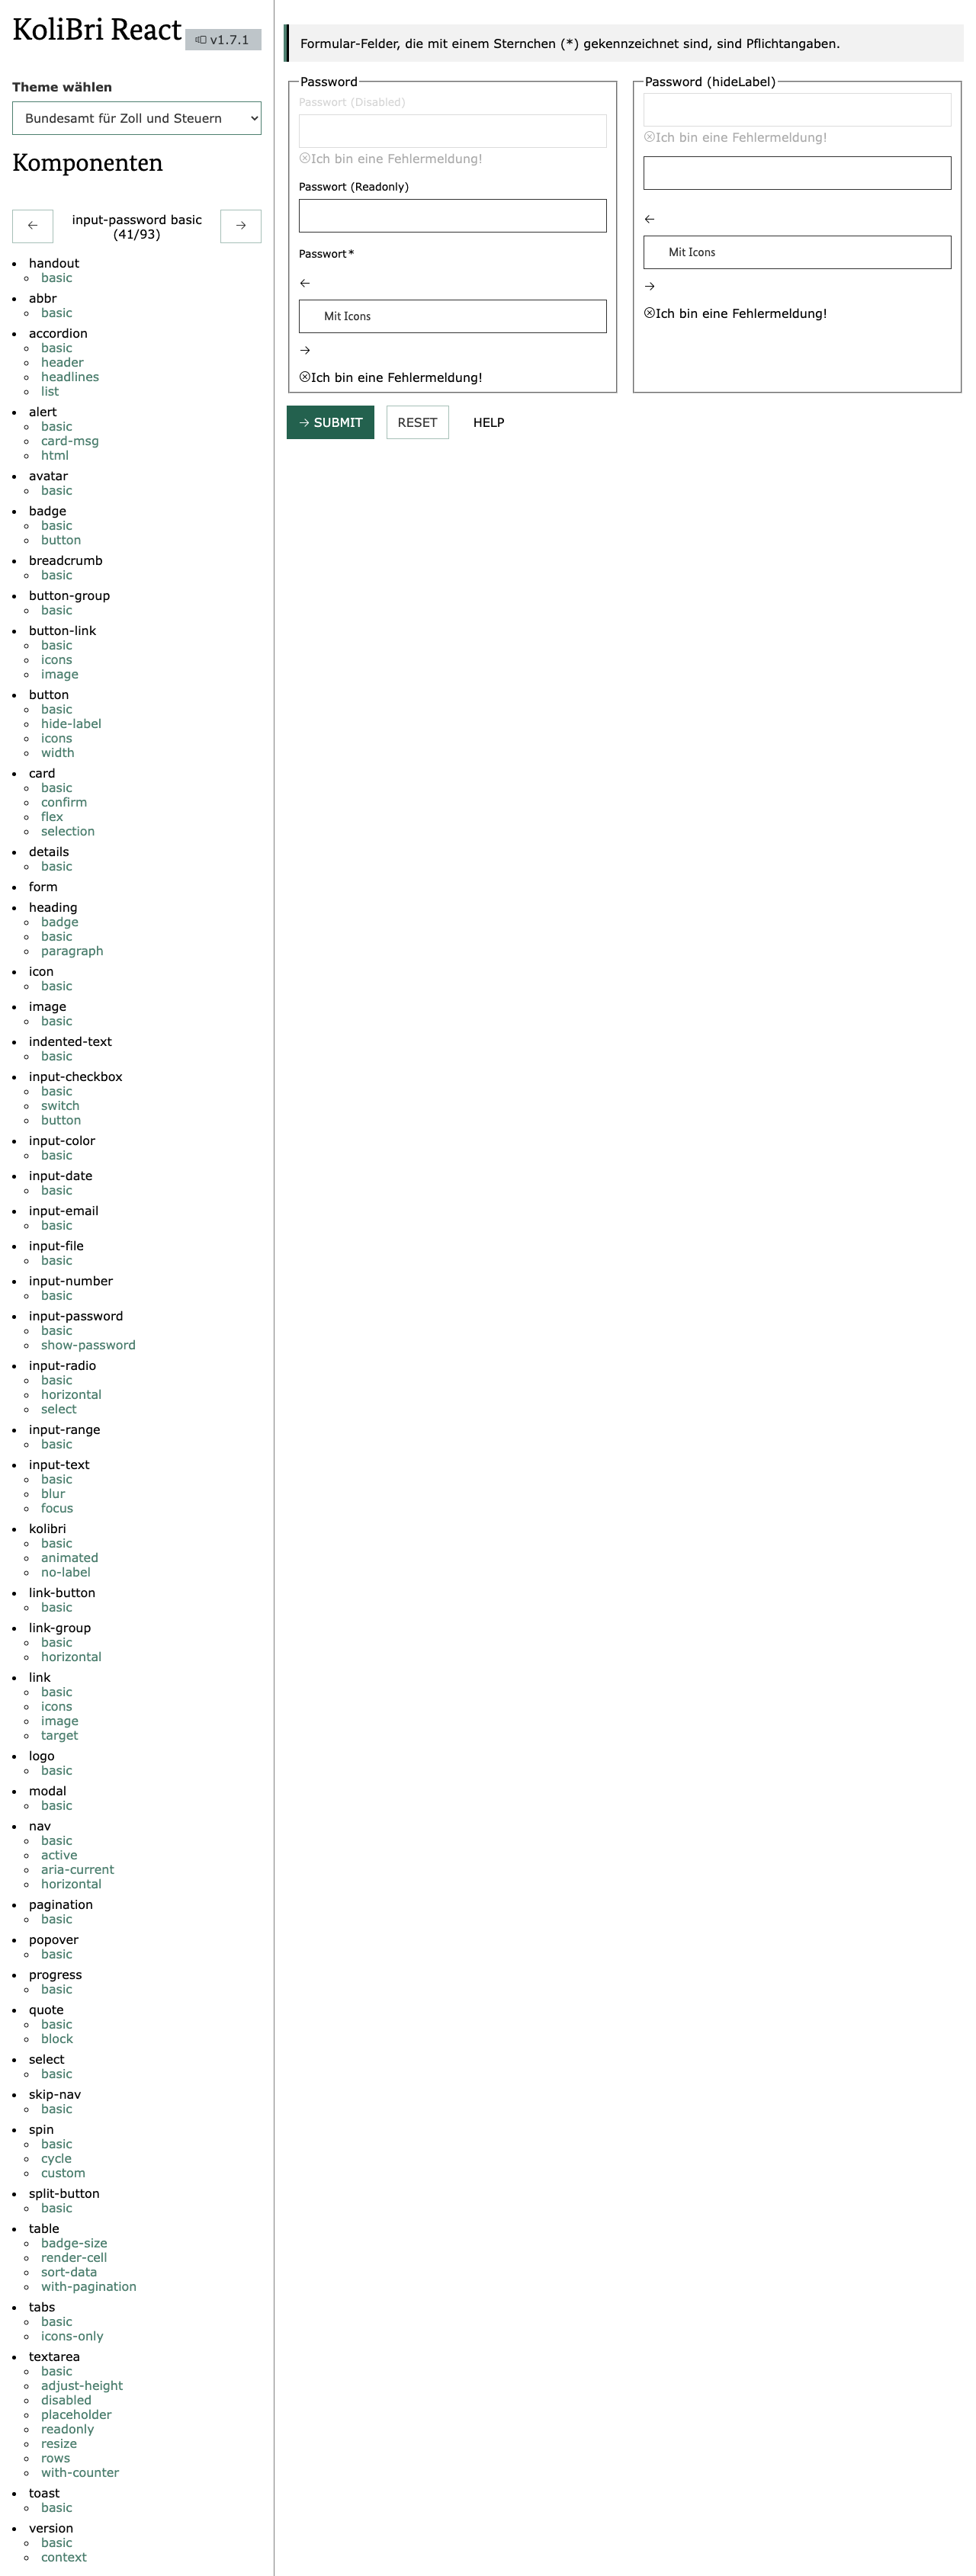 KoliBri React
v1.7.1
Theme wählen
Bundesamt für Zoll und Steuern
Komponenten
←
input-password basic
(41/93)
→
handout
basic
abbr
basic
accordion
basic
header
headlines
list
alert
basic
card-msg
html
avatar
basic
badge
basic
button
breadcrumb
basic
button-group
basic
button-link
basic
icons
image
button
basic
hide-label
icons
width
card
basic
confirm
flex
selection
details
basic
form
heading
badge
basic
paragraph
icon
basic
image
basic
indented-text
basic
input-checkbox
basic
switch
button
input-color
basic
input-date
basic
input-email
basic
input-file
basic
input-number
basic
input-password
basic
show-password
input-radio
basic
horizontal
select
input-range
basic
input-text
basic
blur
focus
kolibri
basic
animated
no-label
link-button
basic
link-group
basic
horizontal
link
basic
icons
image
target
logo
basic
modal
basic
nav
basic
active
aria-current
horizontal
pagination
basic
popover
basic
progress
basic
quote
basic
block
select
basic
skip-nav
basic
spin
basic
cycle
custom
split-button
basic
table
badge-size
render-cell
sort-data
with-pagination
tabs
basic
icons-only
textarea
basic
adjust-height
disabled
placeholder
readonly
resize
rows
with-counter
toast
basic
version
basic
context
Formular-Felder, die mit einem Sternchen (*) gekennzeichnet sind, sind Pflichtangaben.
Password
Passwort (Disabled)
Ich bin eine Fehlermeldung!
Passwort (Readonly)
Passwort*
←
Mit Icons
→
Ich bin eine Fehlermeldung!
Password (hideLabel)
Ich bin eine Fehlermeldung!
←
Mit Icons
→
Ich bin eine Fehlermeldung!
→ SUBMIT
RESET
HELP